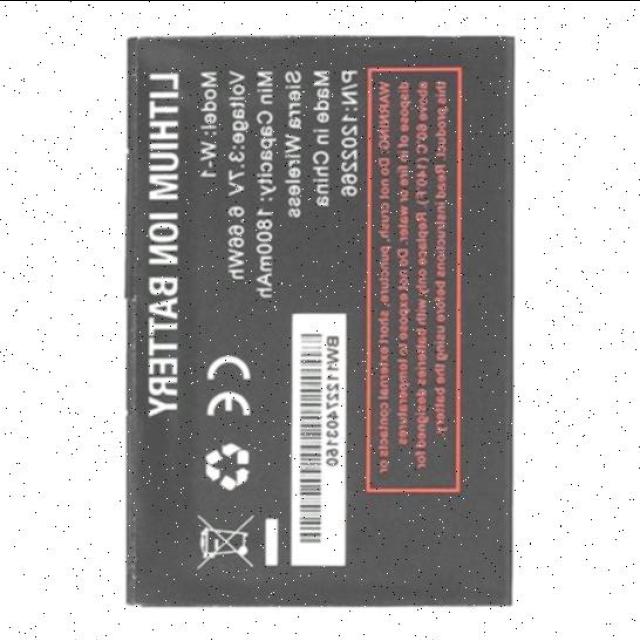 LITHIUM ION BATTERY
Model: W-1
Voltage:3.7V 6.66Wh
Min Capacity: 1800mAh
Sierra Wireless
Made in China
P/N:1202266
BW11227403160
WARNING: Do not crush, puncture, short external contacts or
dispose of in fire or water. Do not expose to temperatures
above 60°C(140°F). Replace only with batteries designed for
this product. Read instructions before using the battery.